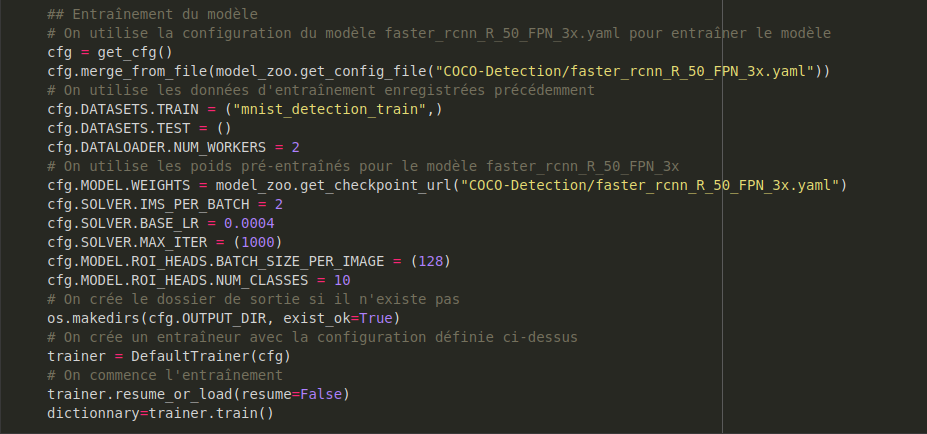 ## Entraînement du modèle
# On utilise la configuration du modèle faster_rcnn_R_50_FPN_3x.yaml pour entraîner le modèle
cfg = get_cfg()
cfg.merge_from_file(model_zoo.get_config_file("COCO-Detection/faster_rcnn_R_50_FPN_3x.yaml"))
# On utilise les données d'entraînement enregistrées précédemment
cfg.DATASETS.TRAIN = ("mnist_detection_train",)
cfg.DATASETS.TEST = ()
cfg.DATALOADER.NUM_WORKERS = 2
# On utilise les poids pré-entraînés pour le modèle faster_rcnn_R_50_FPN_3x
cfg.MODEL.WEIGHTS = model_zoo.get_checkpoint_url("COCO-Detection/faster_rcnn_R_50_FPN_3x.yaml")
cfg.SOLVER.IMS_PER_BATCH = 2
cfg.SOLVER.BASE_LR = 0.0004
cfg.SOLVER.MAX_ITER = (1000)
cfg.MODEL.ROI_HEADS.BATCH_SIZE_PER_IMAGE = (128)
cfg.MODEL.ROI_HEADS.NUM_CLASSES = 10
# On crée le dossier de sortie si il n'existe pas
os.makedirs(cfg.OUTPUT_DIR, exist_ok=True)
# On crée un entraîneur avec la configuration définie ci-dessus
trainer = DefaultTrainer(cfg)
# On commence l'entraînement
trainer.resume_or_load(resume=False)
dictionnary=trainer.train()